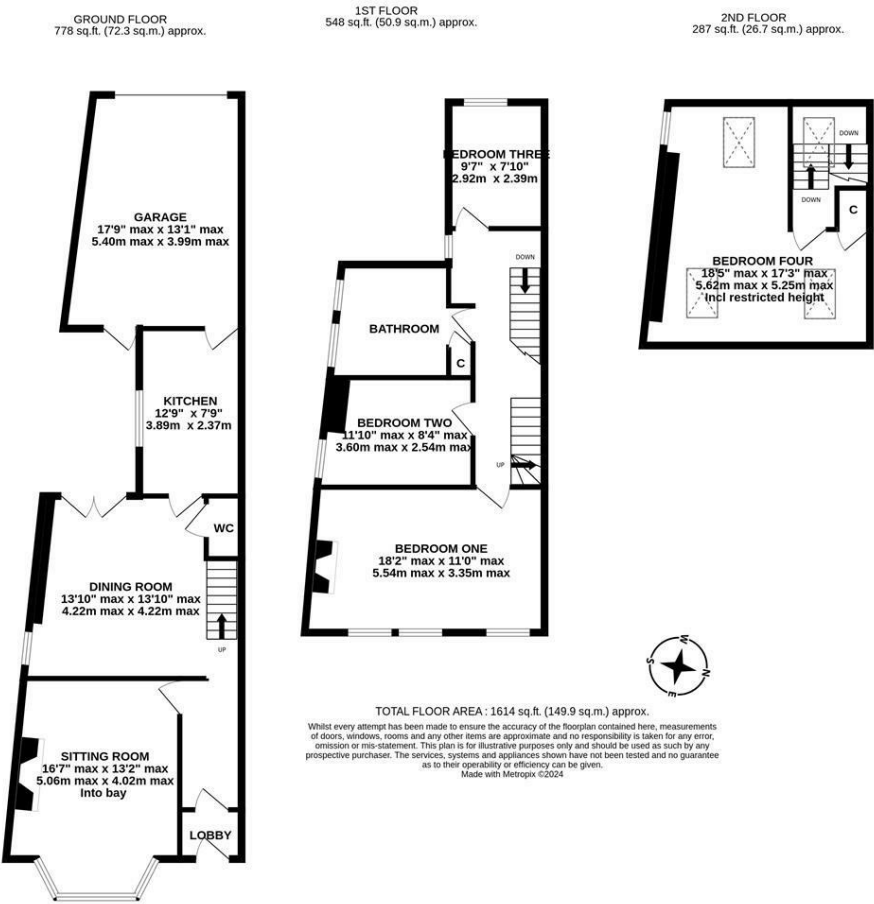 GROUND FLOOR
778 sq.ft. (72.3 sq.m.) approx.
1ST FLOOR
548 sq.ft. (50.9 sq.m.) approx.
2ND FLOOR
287 sq.ft. (26.7 sq.m.) approx.
GARAGE
17'9" max x 13'1" max
5.40m max x 3.99m max
KITCHEN
12'9" x 7'9"
3.89m x 2.37m
WC
DINING ROOM
13'10" max x 13'10" max
4.22m max x 4.22m max
UP
SITTING ROOM
16'7" max x 13'2" max
5.06m max x 4.02m max
Into bay
LOBBY
BEDROOM THREE
9'7" x 7'10"
2.92m x 2.39m
DOWN
BATHROOM
C
BEDROOM TWO
11'10" max x 8'4" max
3.60m max x 2.54m max
UP
BEDROOM ONE
18'2" max x 11'0" max
5.54m max x 3.35m max
DOWN
DOWN
C
BEDROOM FOUR
18'5" max x 17'3" max
5.62m max x 5.25m max
Incl restricted height
W
S
N
E
TOTAL FLOOR AREA : 1614 sq.ft. (149.9 sq.m.) approx.
Whilst every attempt has been made to ensure the accuracy of the floorplan contained here, measurements
of doors, windows, rooms and any other items are approximate and no responsibility is taken for any error,
omission or mis-statement. This plan is for illustrative purposes only and should be used as such by any
prospective purchaser. The services, systems and appliances shown have not been tested and no guarantee
as to their operability or efficiency can be given.
Made with Metropix ©2024